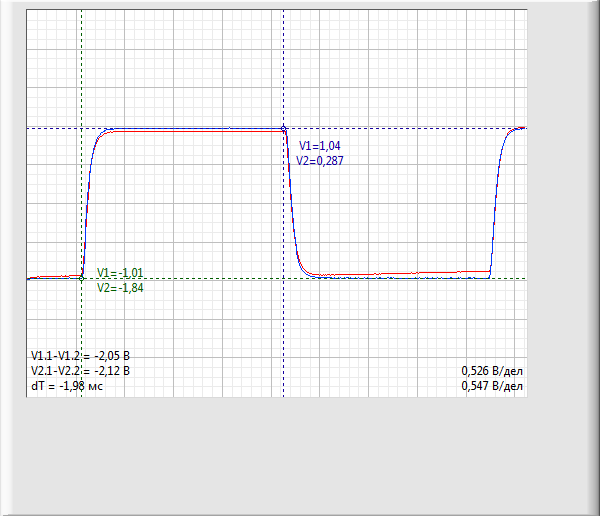 V1=1,04
V2=0,287
V1=-1,01
V2=-1,84
V1.1-V1.2 = -2,05 В
V2.1-V2.2 = -2,12 В
0,526 В/дел
dT = -1,98 мс
0,547 В/дел